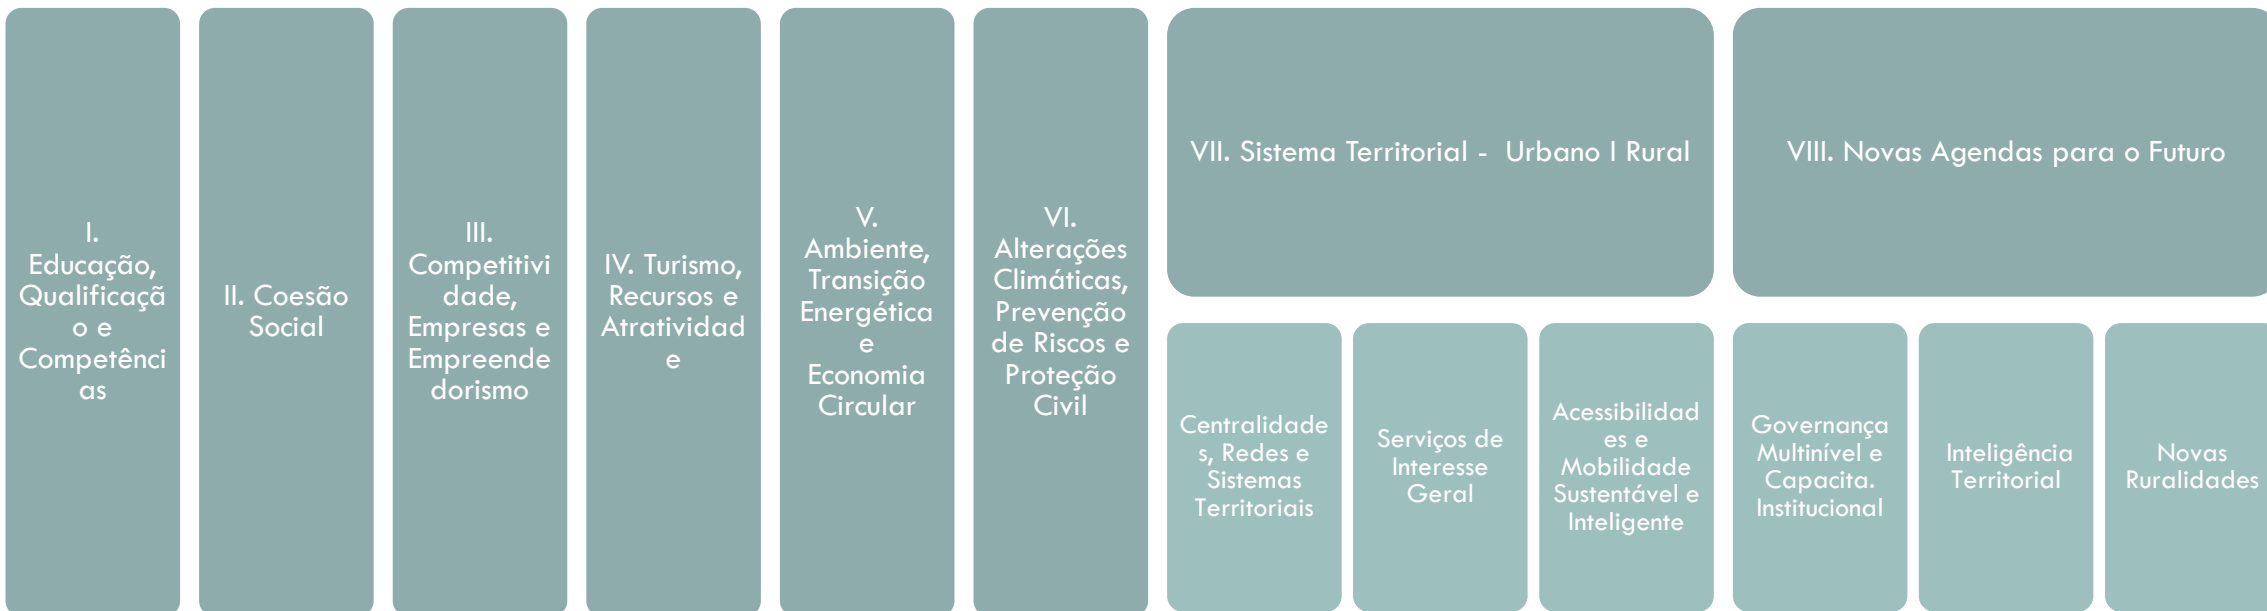 I.
Educação,
Qualificaçã
o e
Competênci
as
II. Coesão
Social
III.
Competitivi
dade,
Empresas e
Empreende
dorismo
IV. Turismo,
Recursos e
Atratividad
e
V.
Ambiente,
Transição
Energética
e
Economia
Circular
VI.
Alterações
Climáticas,
Prevenção
de Riscos e
Proteção
Civil
VII. Sistema Territorial -  Urbano I Rural
Centralidade
s, Redes e
Sistemas
Territoriais
Serviços de
Interesse
Geral
Acessibilidad
es e
Mobilidade
Sustentável e
Inteligente
VIII. Novas Agendas para o Futuro
Governança
Multinível e
Capacita.
Institucional
Inteligência
Territorial
Novas
Ruralidades